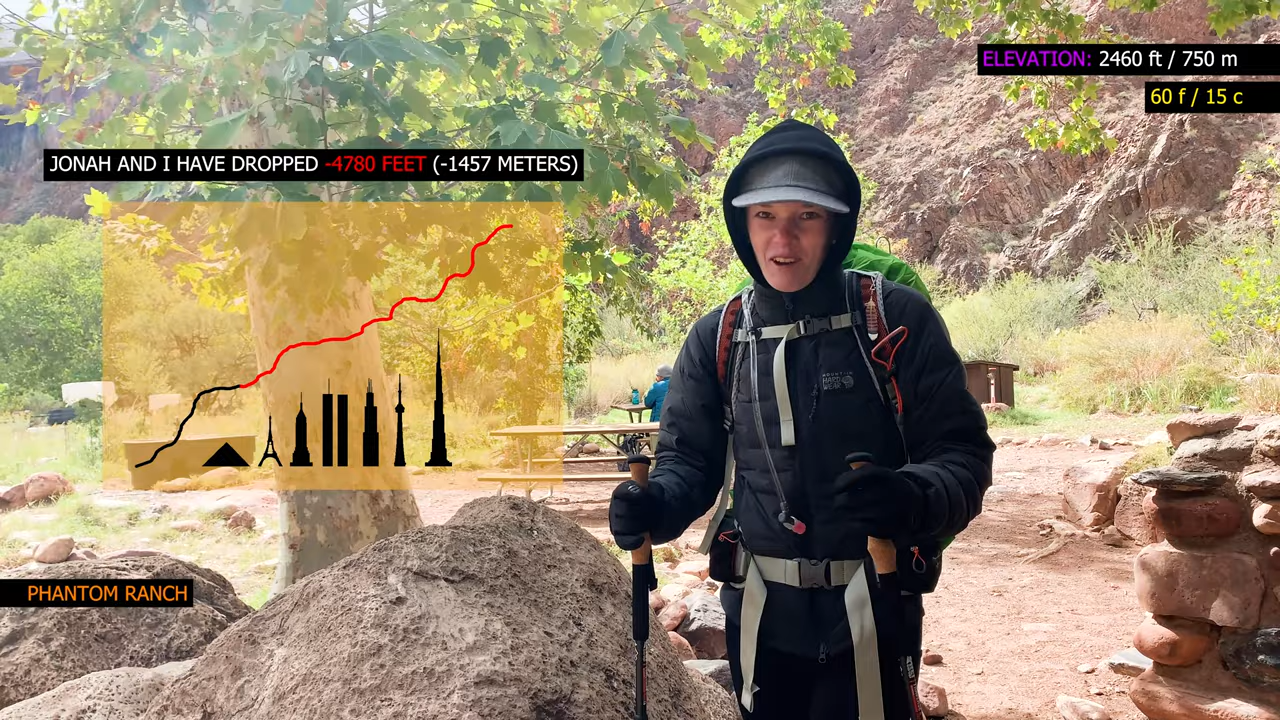 ELEVATION: 2460 ft / 750 m
60 f / 15 c
JONAH AND I HAVE DROPPED -4780 FEET (-1457 METERS)
MOUNTAIN
HARD
WEAR
PHANTOM RANCH